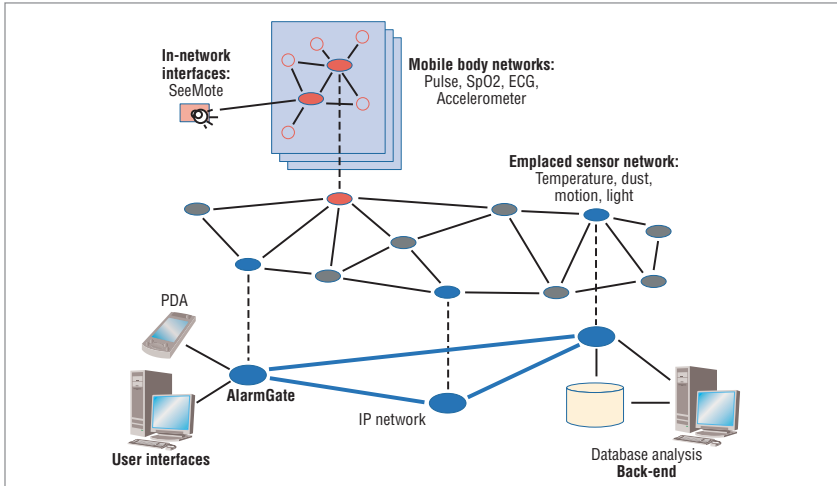 In-network
interfaces:
SeeMote
Mobile body networks:
Pulse, SpO2, ECG,
Accelerometer
Emplaced sensor network:
Temperature, dust,
motion, light
PDA
AlarmGate
IP network
User interfaces
Database analysis
Back-end